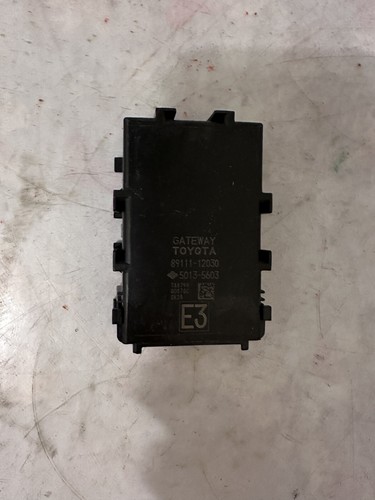 GATEWAY
TOYOTA
89111-12030
5013-5603
E3